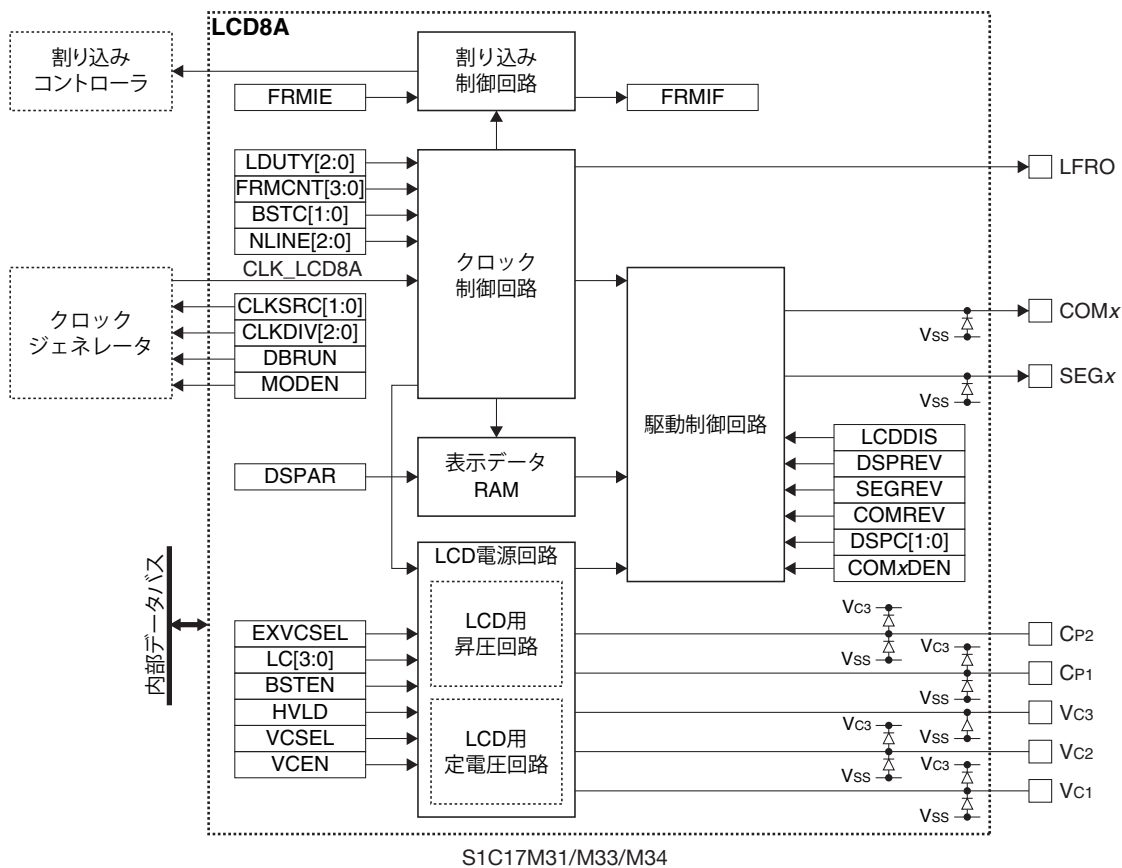 LCD8A
割り込み
コントローラ
割り込み
制御回路
FRMIE
FRMIF
LDUTY[2:0]
FRMCNT[3:0]
BSTC[1:0]
NLINE[2:0]
CLK_LCD8A
クロック
制御回路
LFRO
クロック
ジェネレータ
CLKSRC[1:0]
CLKDIV[2:0]
DBRUN
MODEN
駆動制御回路
COMx
VSS
SEGx
VSS
LCDDIS
DSPREV
SEGREV
COMREV
DSPC[1:0]
COMxDEN
DSPAR
表示データ
RAM
内部データバス
LCD電源回路
LCD用
昇圧回路
LCD用
定電圧回路
EXVCSEL
LC[3:0]
BSTEN
HVLD
VCSEL
VCEN
VC3
VSS
CP2
VC3
VSS
CP1
VSS
VC3
VC3
VSS
VC2
VC3
VSS
VC1
S1C17M31/M33/M34